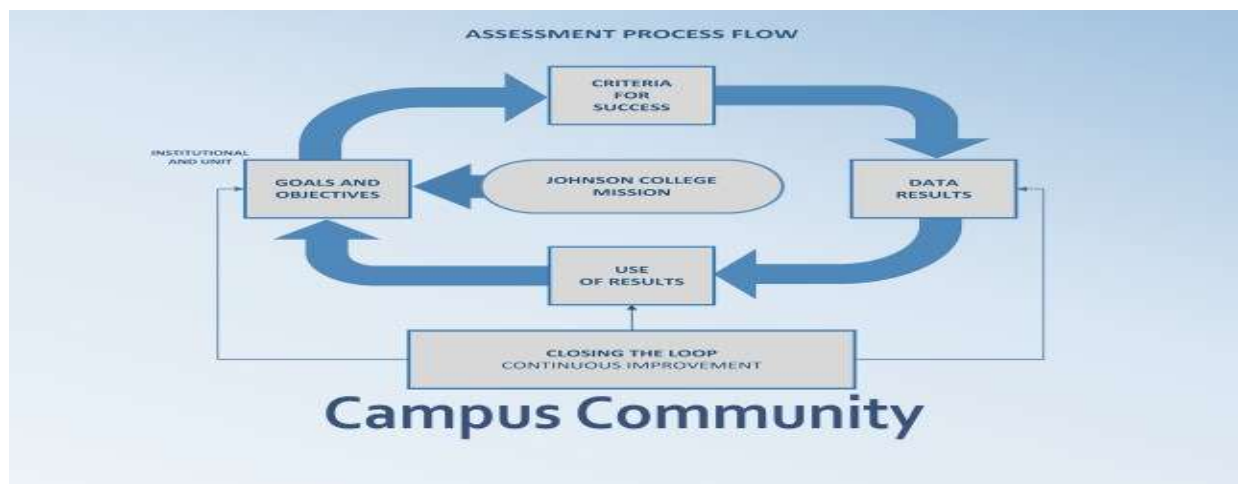 ASSESSMENT PROCESS FLOW
CRITERIA
FOR
SUCCESS
INSTITUTIONAL
AND UNIT
GOALS AND
OBJECTIVES
JOHNSON COLLEGE
MISSION
DATA
RESULTS
USE
OF RESULTS
CLOSING THE LOOP
CONTINUOUS IMPROVEMENT
Campus Community